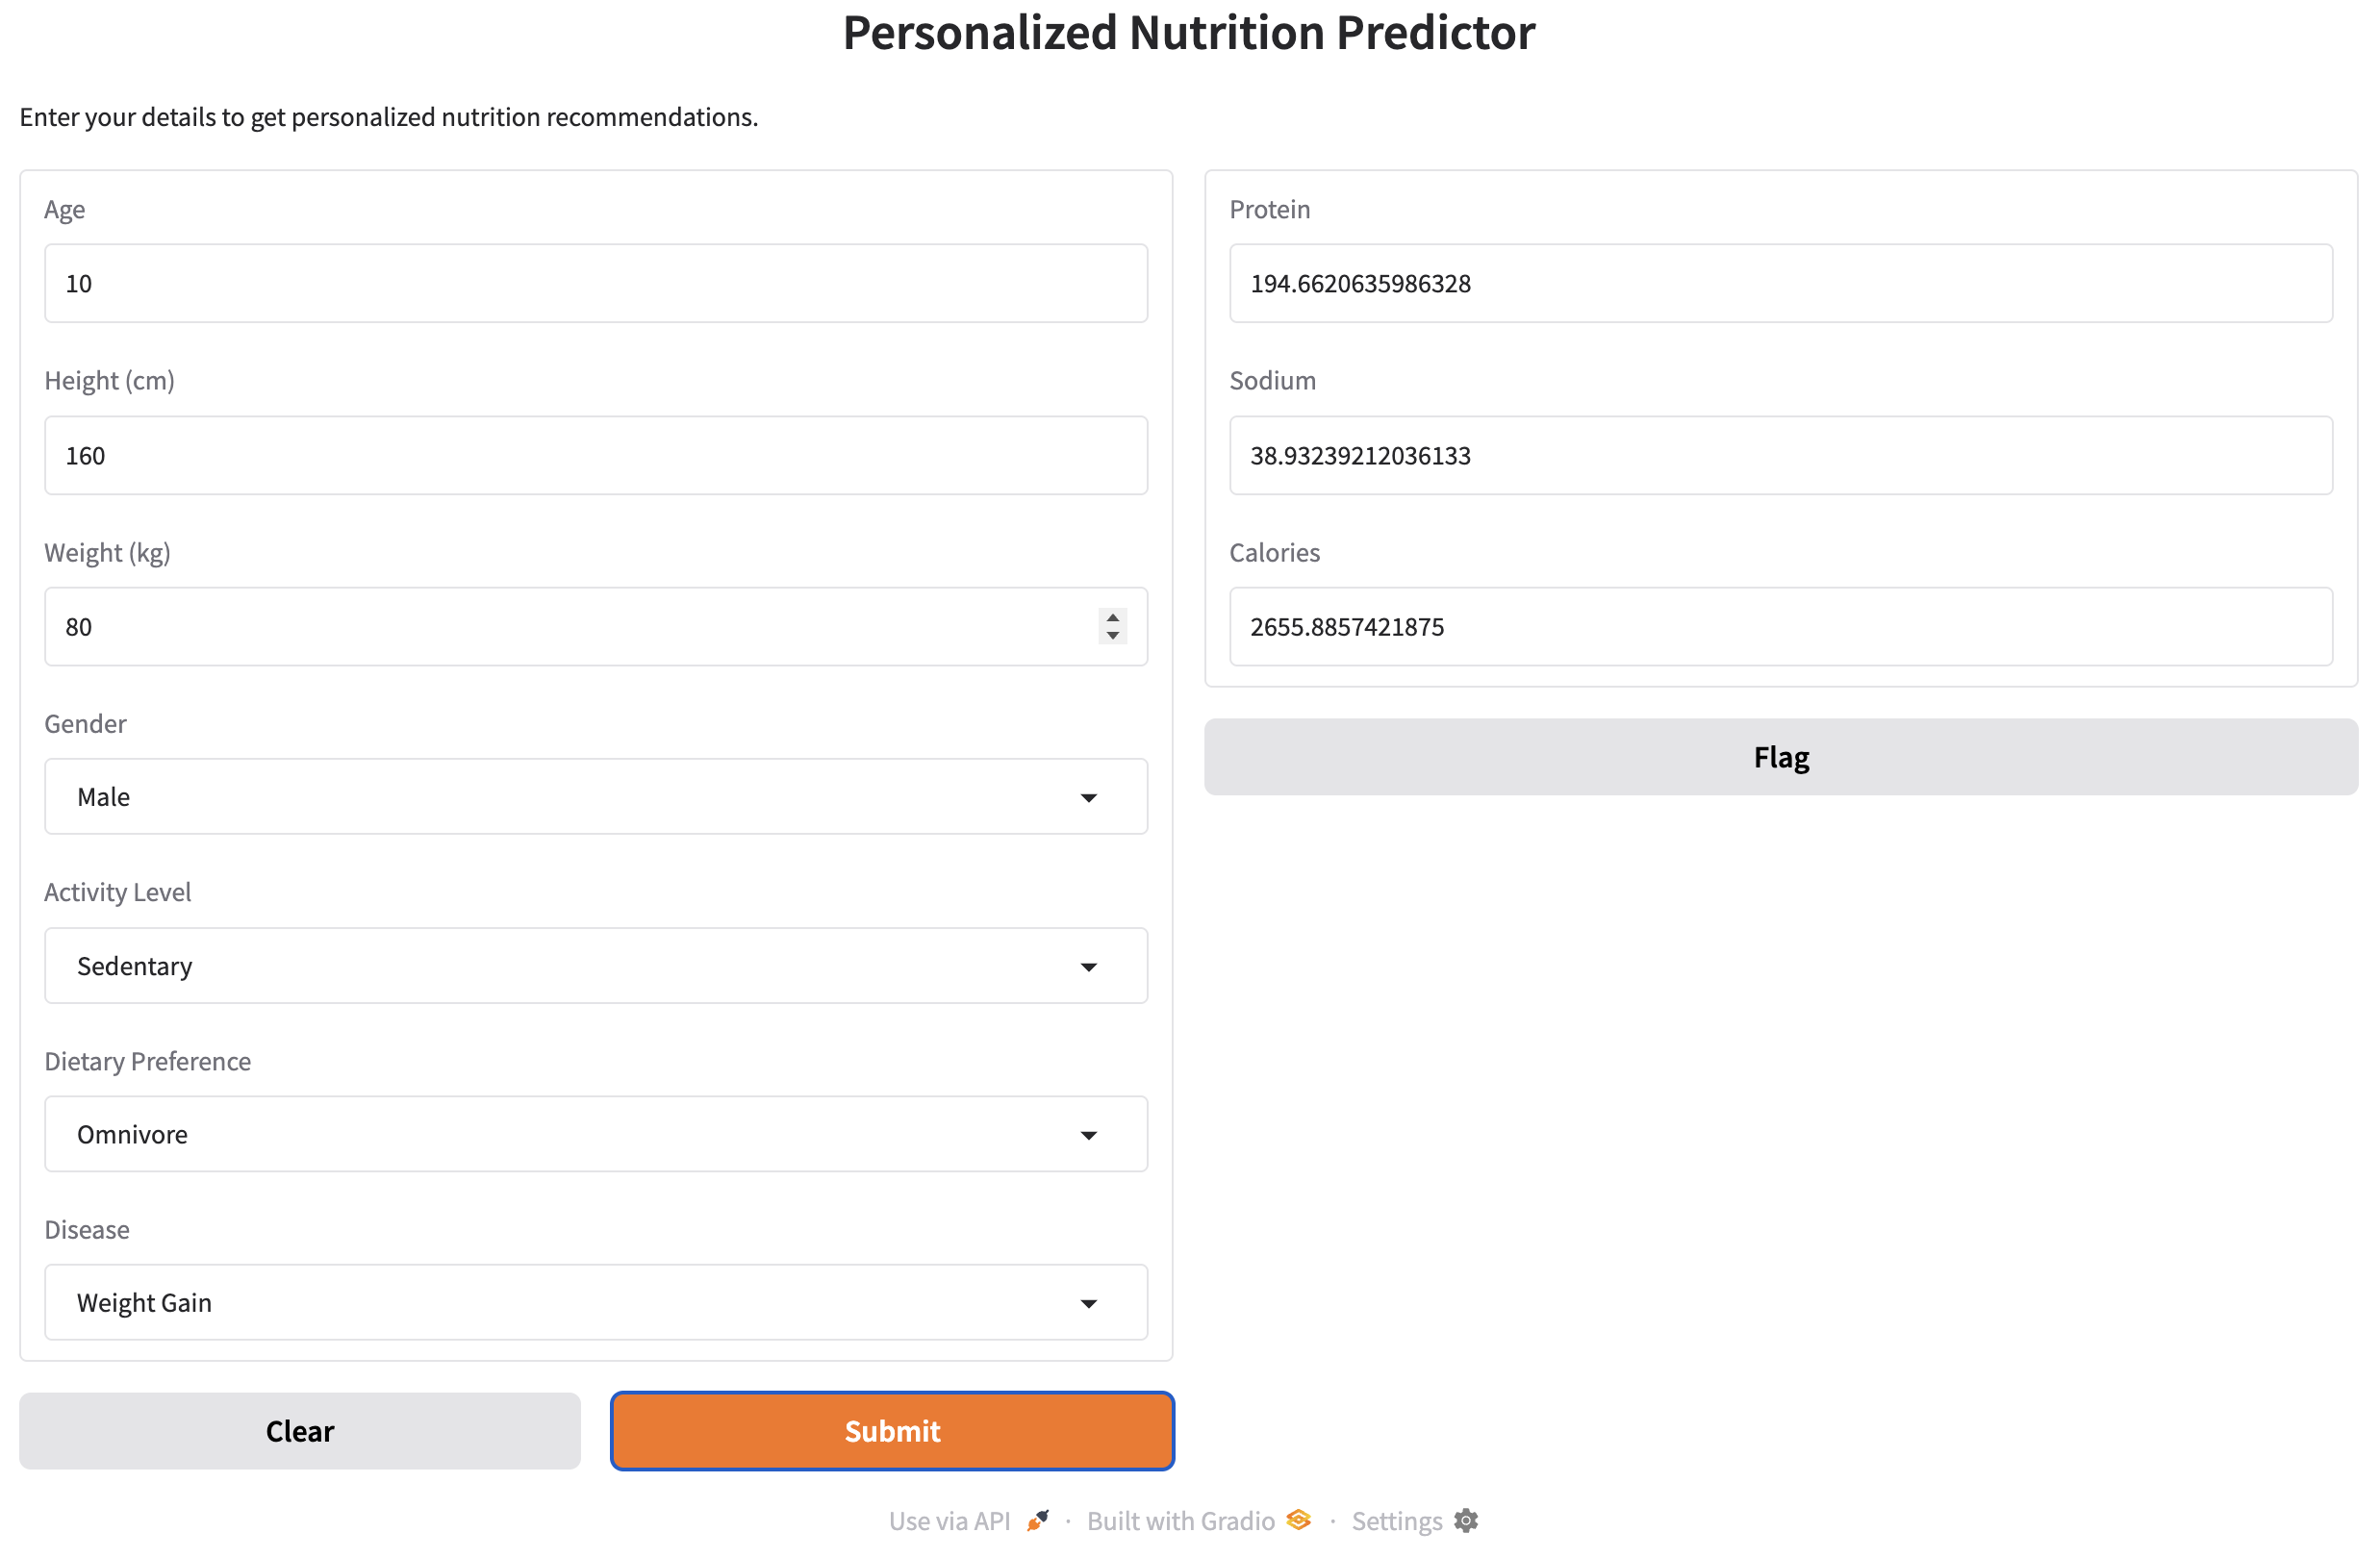 Personalized Nutrition Predictor
Enter your details to get personalized nutrition recommendations.
Age
10
Height (cm)
160
Weight (kg)
80
Gender
Male
Activity Level
Sedentary
Dietary Preference
Omnivore
Disease
Weight Gain
Clear
Submit
Protein
194.6620635986328
Sodium
38.93239212036133
Calories
2655.8857421875
Flag
Use via API · Built with Gradio · Settings